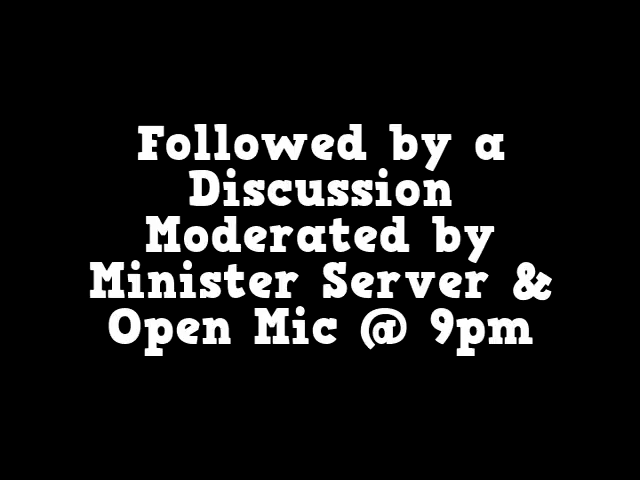 Followed by a
Discussion
Moderated by
Minister Server &
Open Mic @ 9pm